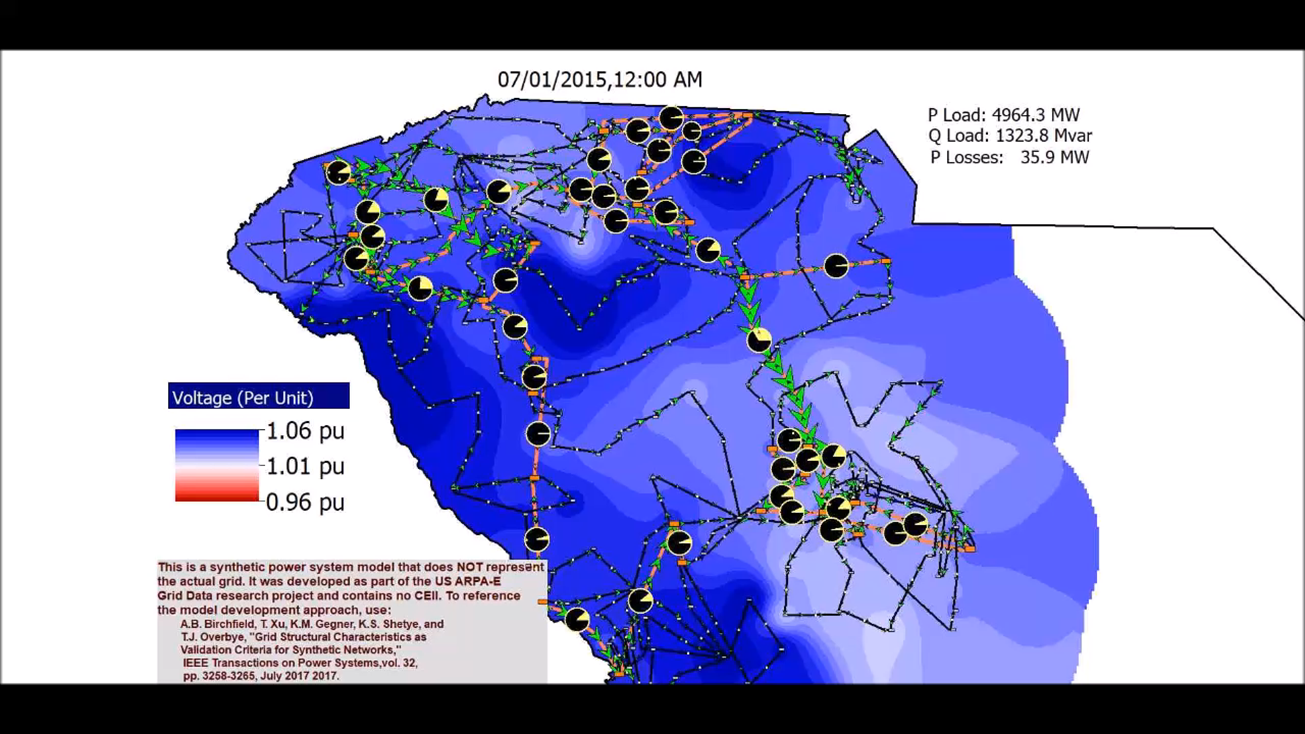 07/01/2015,12:00 AM
P Load: 4964.3 MW
Q Load: 1323.8 Mvar
P Losses: 35.9 MW
Voltage (Per Unit)
1.06 pu
1.01 pu
0.96 pu
This is a synthetic power system model that does NOT represent
the actual grid. It was developed as part of the US ARPA-E
Grid Data research project and contains no CEII. To reference
the model development approach, use:
A.B. Birchfield, T. Xu, K.M. Gegner, K.S. Shetye, and
T.J. Overbye, "Grid Structural Characteristics as
Validation Criteria for Synthetic Networks,"
IEEE Transactions on Power Systems,vol. 32,
pp. 3258-3265, July 2017 2017.